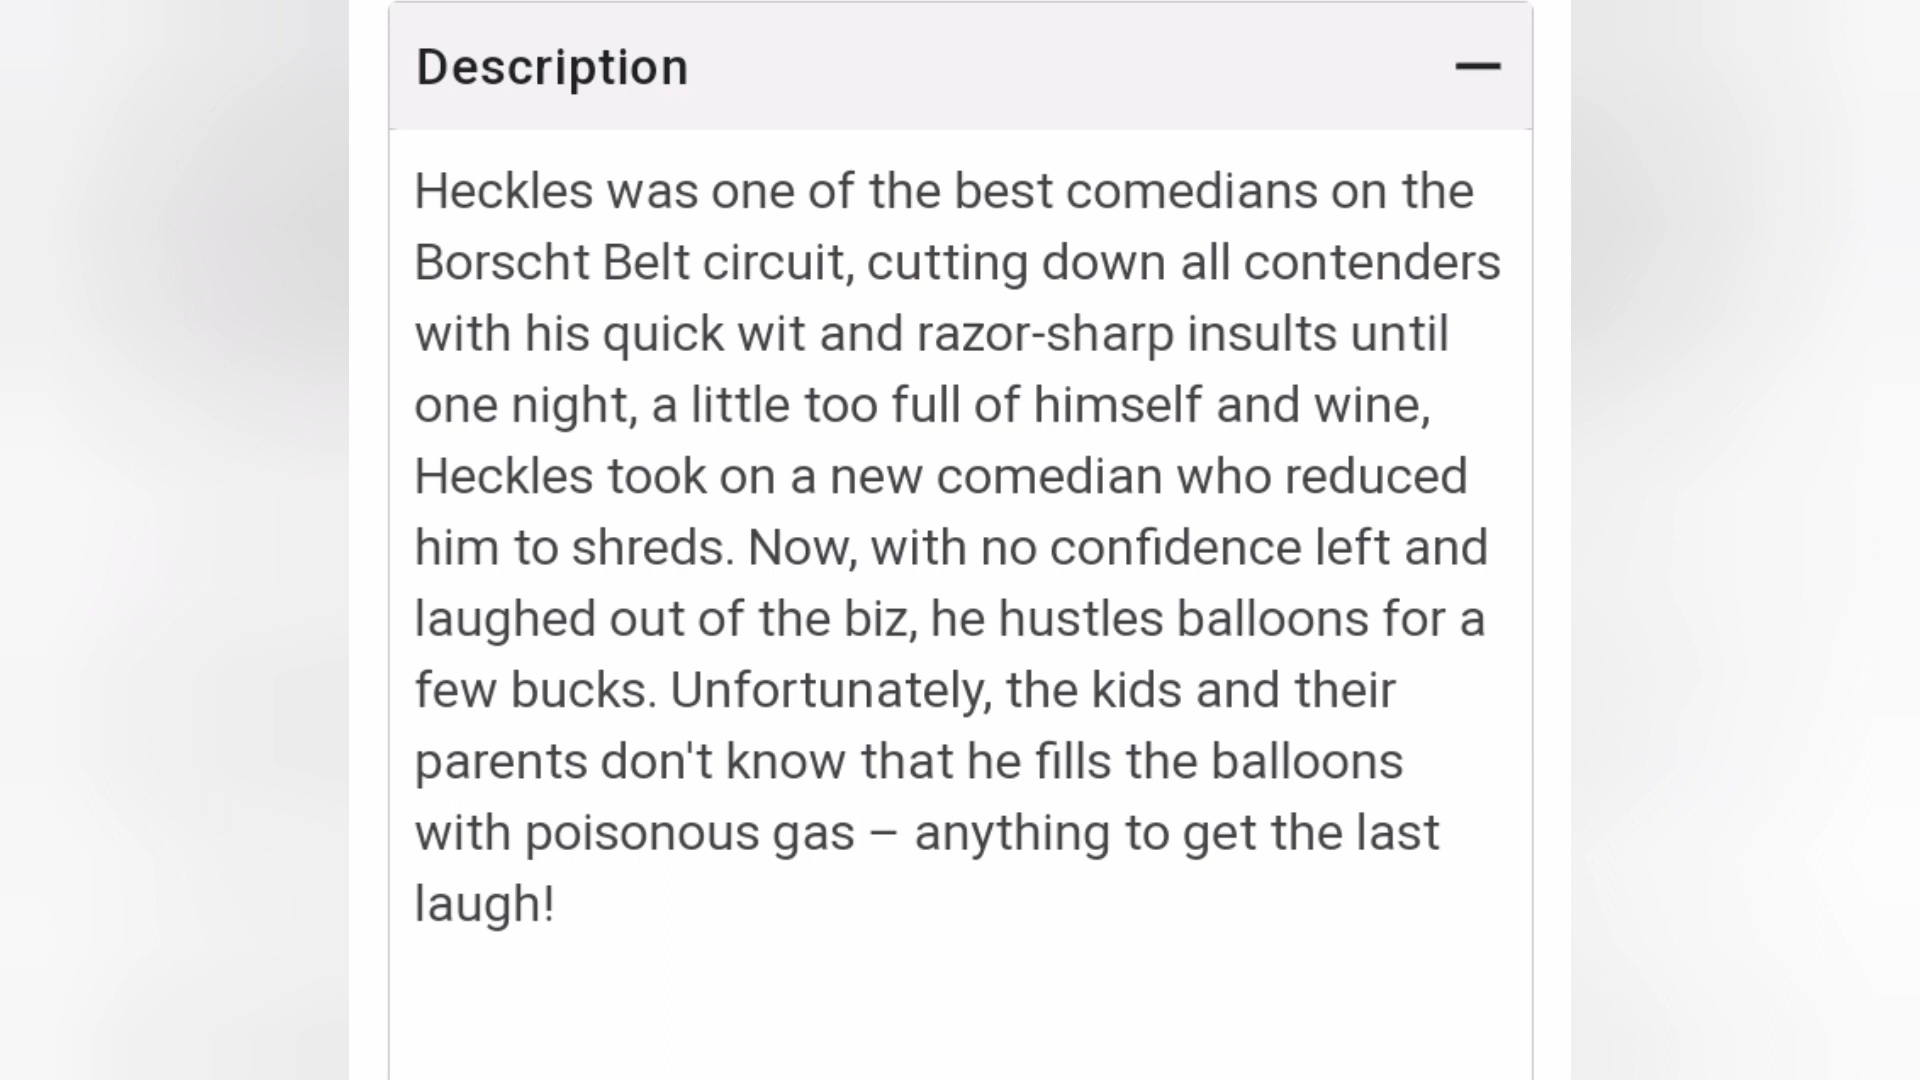 Description
Heckles was one of the best comedians on the
Borscht Belt circuit, cutting down all contenders
with his quick wit and razor-sharp insults until
one night, a little too full of himself and wine,
Heckles took on a new comedian who reduced
him to shreds. Now, with no confidence left and
laughed out of the biz, he hustles balloons for a
few bucks. Unfortunately, the kids and their
parents don't know that he fills the balloons
with poisonous gas – anything to get the last
laugh!